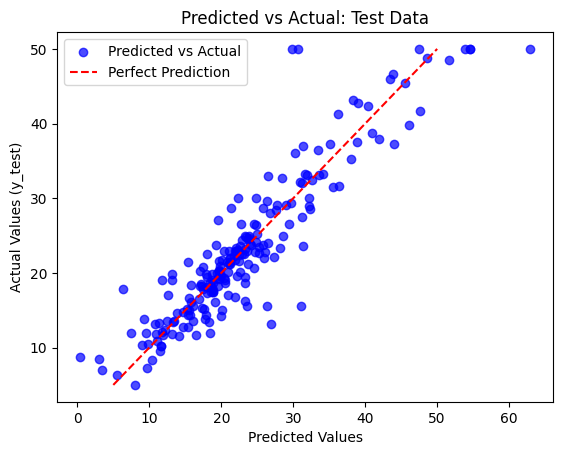 Predicted vs Actual: Test Data
Predicted vs Actual
Perfect Prediction
Actual Values (y_test)
50
40
30
20
10
0 10 20 30 40 50 60
Predicted Values